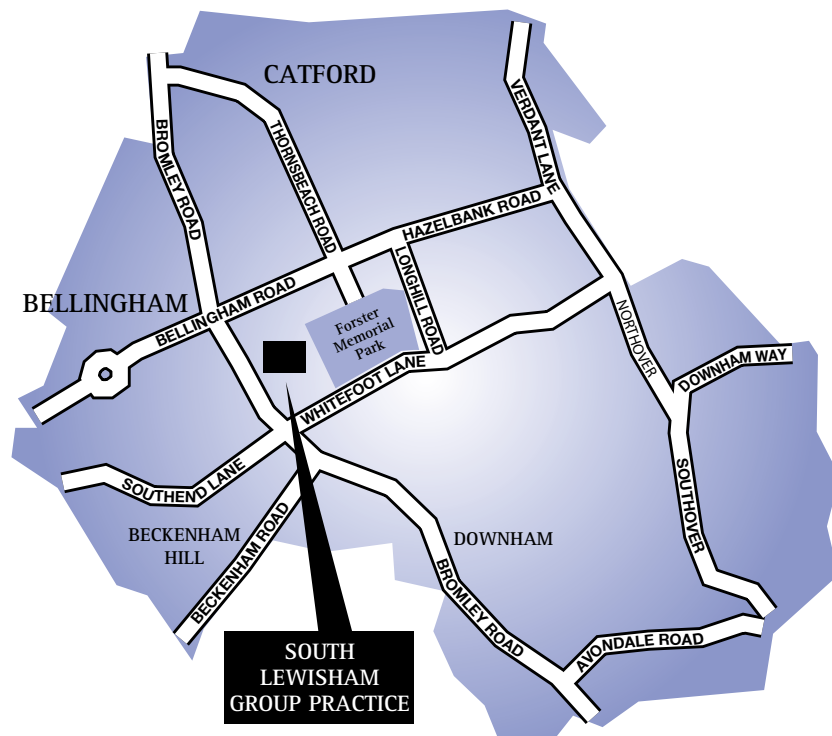 CATFORD
VERDANT LANE
BROMLEY ROAD
THORNSBEACH ROAD
HAZELBANK ROAD
LONGHILL ROAD
BELLINGHAM
BELLINGHAM ROAD
Forster
Memorial
Park
NORTHOVER
DOWNHAM WAY
WHITEFOOT LANE
SOUTHEND LANE
SOUTHOVER
BECKENHAM
HILL
BECKENHAM ROAD
DOWNHAM
BROMLEY ROAD
AVONDALE ROAD
SOUTH
LEWISHAM
GROUP PRACTICE